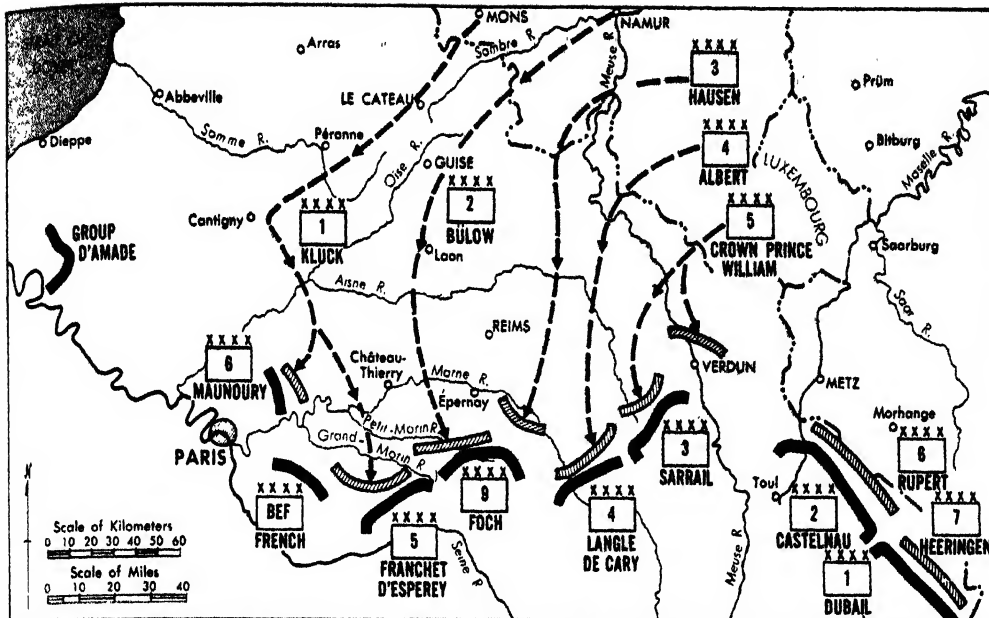 MONS
NAMUR
Arras
Sambre R.
Meuse R.
X X X X
3
HAUSEN
Prüm
Abbeville
LE CATEAU
Dieppe
Somme R.
Péronne
Oise R.
GUISE
X X X X
4
ALBERT
LUXEMBOURG
Bitburg
Moselle R.
X X X X
2
BÜLOW
X X X X
1
KLUCK
Cantigny
X X X X
5
CROWN PRINCE
WILLIAM
GROUP
D'AMADE
Laon
Saarburg
Aisne R.
Saar R.
REIMS
X X X X
6
MAUNOURY
Château-
Thierry
Marne R.
Épernay
VERDUN
METZ
Petit-Morin R.
Grand-Morin R.
Morhange
PARIS
X X X X
3
SARRAIL
X X X X
6
RUPERT
N
X X X X
BEF
FRENCH
X X X X
9
FOCH
X X X X
4
LANGLE
DE CARY
Toul
X X X X
2
CASTELNAU
X X X X
7
HEERINGEN
Scale of Kilometers
0 10 20 30 40 50 60
Scale of Miles
0 10 20 30 40
X X X X
5
FRANCHET
D'ESPEREY
Seine R.
Meuse R.
X X X X
1
DUBAIL